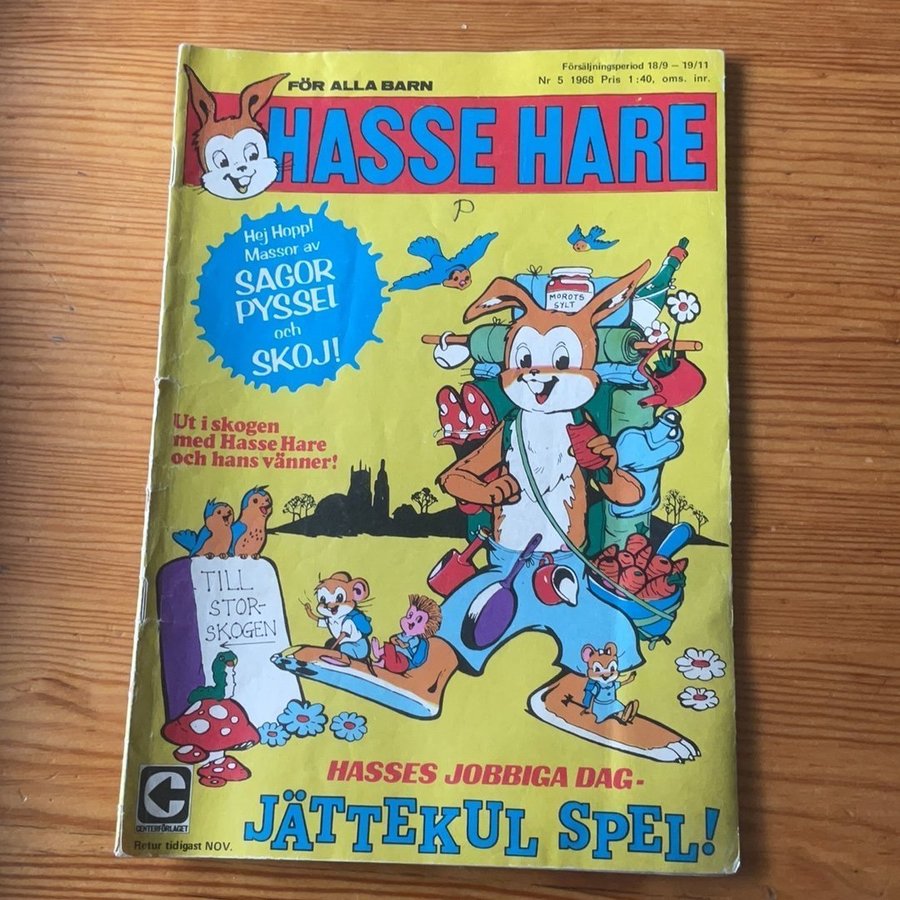 Försäljningsperiod 18/9 – 19/11
FÖR ALLA BARN
Nr 5 1968 Pris 1:40, oms. inr.
HASSE HARE
P
Hej Hopp!
Massor av
SAGOR
PYSSEL
och
SKOJ!
MOROTS
SYLT
Ut i skogen
med Hasse Hare
och hans vänner!
TILL
STOR-
SKOGEN
HASSES JOBBIGA DAG-
JÄTTEKUL SPEL!
C
CENTERFÖRLAGET
Retur tidigast NOV.